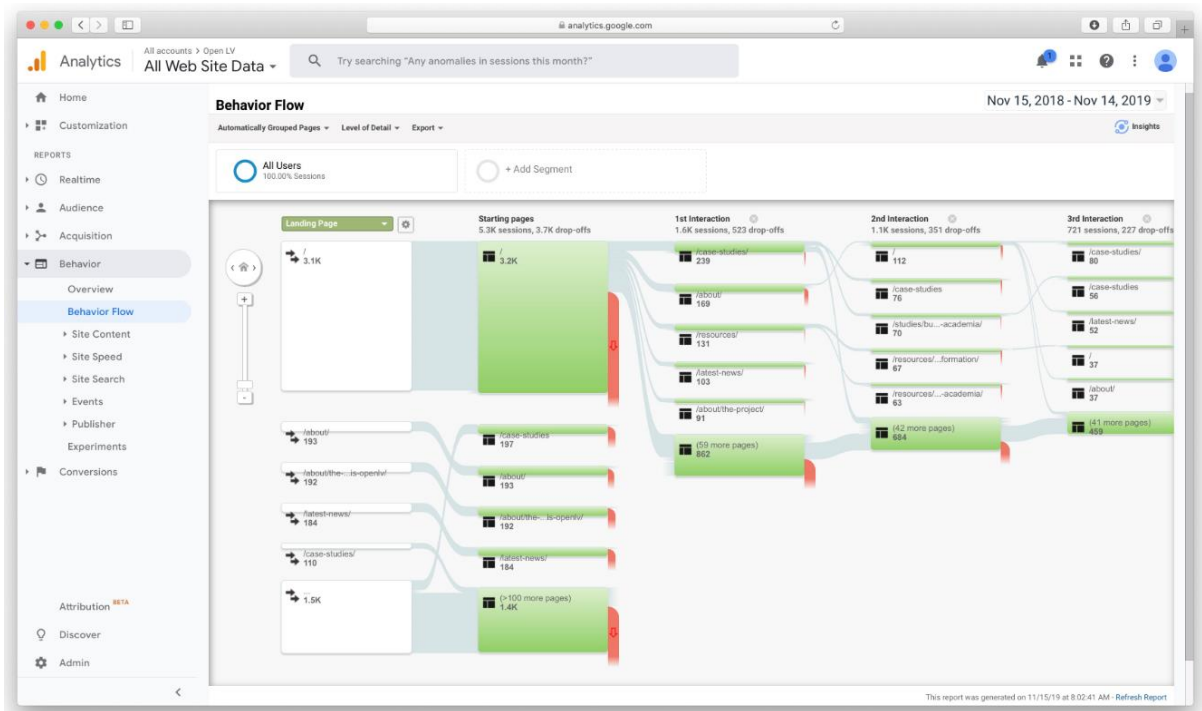 analytics.google.com
Analytics
All accounts > Open LV
All Web Site Data
Try searching "Any anomalies in sessions this month?"
1
Home
Customization
REPORTS
Realtime
Audience
Acquisition
Behavior
Overview
Behavior Flow
Site Content
Site Speed
Site Search
Events
Publisher
Experiments
Conversions
Attribution BETA
Discover
Admin
Behavior Flow
Nov 15, 2018 - Nov 14, 2019
Automatically Grouped Pages
Level of Detail
Export
Insights
All Users
100.00% Sessions
+ Add Segment
Landing Page
/
3.1K
/about/
193
/about/the-...is-openlv/
192
/latest-news/
184
/case-studies/
110
...
1.5K
Starting pages
5.3K sessions, 3.7K drop-offs
/
3.2K
/case-studies
197
/about/
193
/about/the-...is-openlv/
192
/latest-news/
184
(>100 more pages)
1.4K
1st Interaction
1.6K sessions, 523 drop-offs
/case-studies/
239
/about/
169
/resources/
131
/latest-news/
103
/about/the-project/
91
(59 more pages)
862
2nd Interaction
1.1K sessions, 351 drop-offs
/
112
/case-studies
76
/studies/bu...-academia/
70
/resources/...formation/
67
/resources/...-academia/
63
(42 more pages)
684
3rd Interaction
721 sessions, 227 drop-offs
/case-studies/
80
/case-studies
56
/latest-news/
52
/
37
/about/
37
(41 more pages)
459
This report was generated on 11/15/19 at 8:02:41 AM - Refresh Report